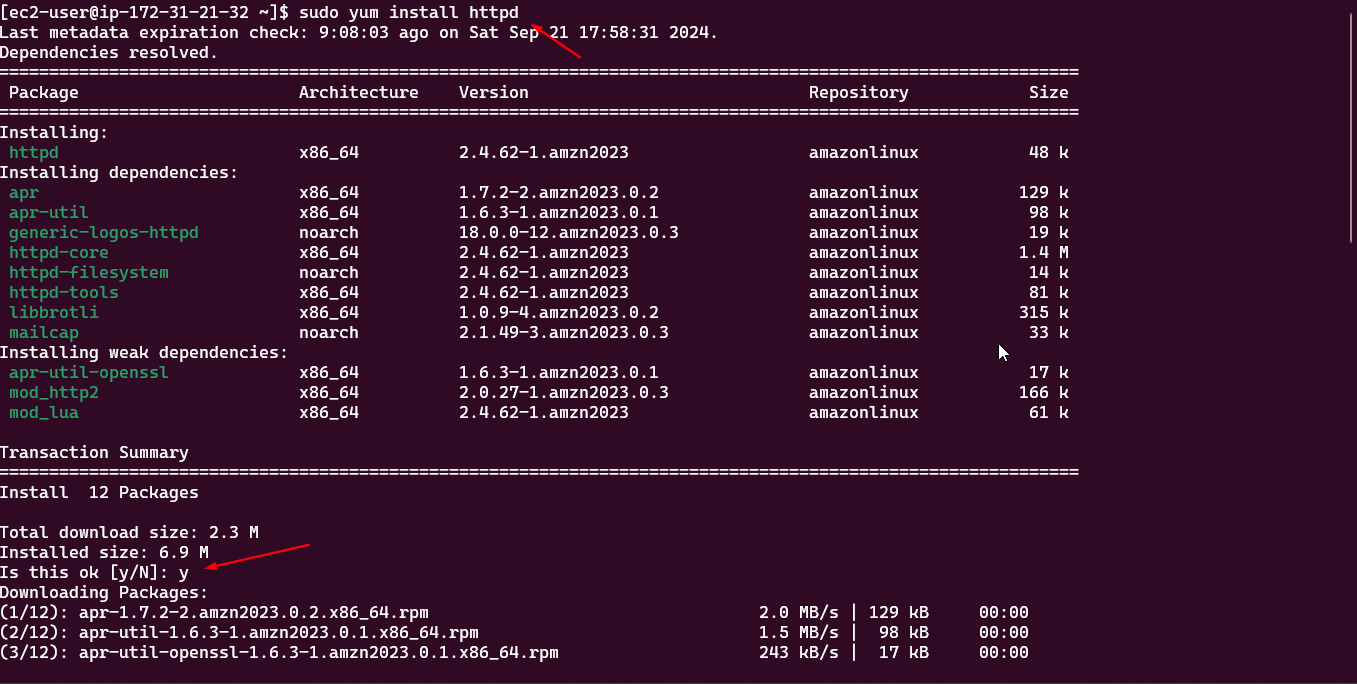 [ec2-user@ip-172-31-21-32 ~]$ sudo yum install httpd
Last metadata expiration check: 9:08:03 ago on Sat Sep 21 17:58:31 2024.
Dependencies resolved.
============================================================================================================
 Package                     Architecture    Version                            Repository            Size
============================================================================================================
Installing:
 httpd                       x86_64          2.4.62-1.amzn2023                  amazonlinux           48 k
Installing dependencies:
 apr                         x86_64          1.7.2-2.amzn2023.0.2               amazonlinux          129 k
 apr-util                    x86_64          1.6.3-1.amzn2023.0.1               amazonlinux           98 k
 generic-logos-httpd         noarch          18.0.0-12.amzn2023.0.3             amazonlinux           19 k
 httpd-core                  x86_64          2.4.62-1.amzn2023                  amazonlinux          1.4 M
 httpd-filesystem            noarch          2.4.62-1.amzn2023                  amazonlinux           14 k
 httpd-tools                 x86_64          2.4.62-1.amzn2023                  amazonlinux           81 k
 libbrotli                   x86_64          1.0.9-4.amzn2023.0.2               amazonlinux          315 k
 mailcap                     noarch          2.1.49-3.amzn2023.0.3              amazonlinux           33 k
Installing weak dependencies:
 apr-util-openssl            x86_64          1.6.3-1.amzn2023.0.1               amazonlinux           17 k
 mod_http2                   x86_64          2.0.27-1.amzn2023.0.3              amazonlinux          166 k
 mod_lua                     x86_64          2.4.62-1.amzn2023                  amazonlinux           61 k
Transaction Summary
============================================================================================================
Install  12 Packages
Total download size: 2.3 M
Installed size: 6.9 M
Is this ok [y/N]: y
Downloading Packages:
(1/12): apr-1.7.2-2.amzn2023.0.2.x86_64.rpm                                 2.0 MB/s | 129 kB     00:00
(2/12): apr-util-1.6.3-1.amzn2023.0.1.x86_64.rpm                            1.5 MB/s |  98 kB     00:00
(3/12): apr-util-openssl-1.6.3-1.amzn2023.0.1.x86_64.rpm                    243 kB/s |  17 kB     00:00